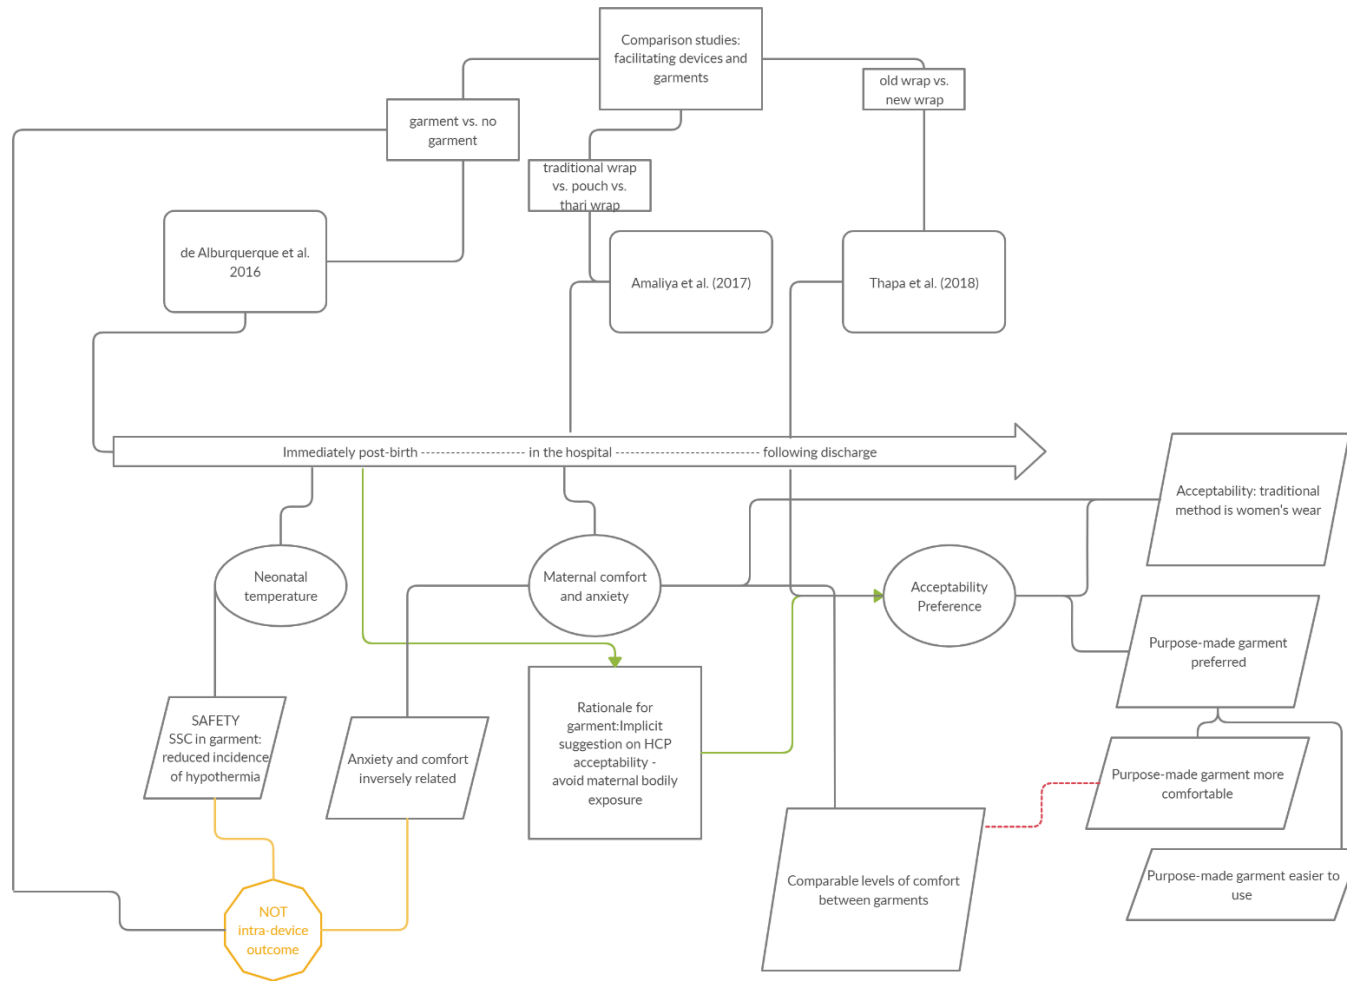 Comparison studies:
facilitating devices and
garments
old wrap vs.
new wrap
garment vs. no
garment
traditional wrap
vs. pouch vs.
thari wrap
de Alburquerque et al.
2016
Amaliya et al. (2017)
Thapa et al. (2018)
Immediately post-birth ---------------------- in the hospital ------------------------- following discharge
Acceptability: traditional
method is women's wear
Neonatal
temperature
Maternal comfort
and anxiety
Acceptability
Preference
Purpose-made garment
preferred
SAFETY
SSC in garment:
reduced incidence
of hypothermia
Anxiety and comfort
inversely related
Rationale for
garment:Implicit
suggestion on HCP
acceptability -
avoid maternal bodily
exposure
Purpose-made garment more
comfortable
Comparable levels of comfort
between garments
Purpose-made garment easier to
use
NOT
intra-device
outcome